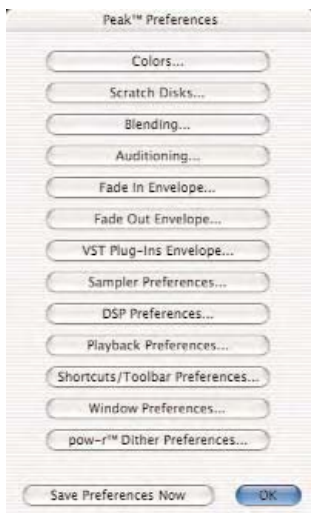 Peak™ Preferences
Colors...
Scratch Disks...
Blending...
Auditioning...
Fade In Envelope...
Fade Out Envelope...
VST Plug-Ins Envelope...
Sampler Preferences...
DSP Preferences...
Playback Preferences...
Shortcuts/Toolbar Preferences...
Window Preferences...
pow-r™ Dither Preferences...
Save Preferences Now OK